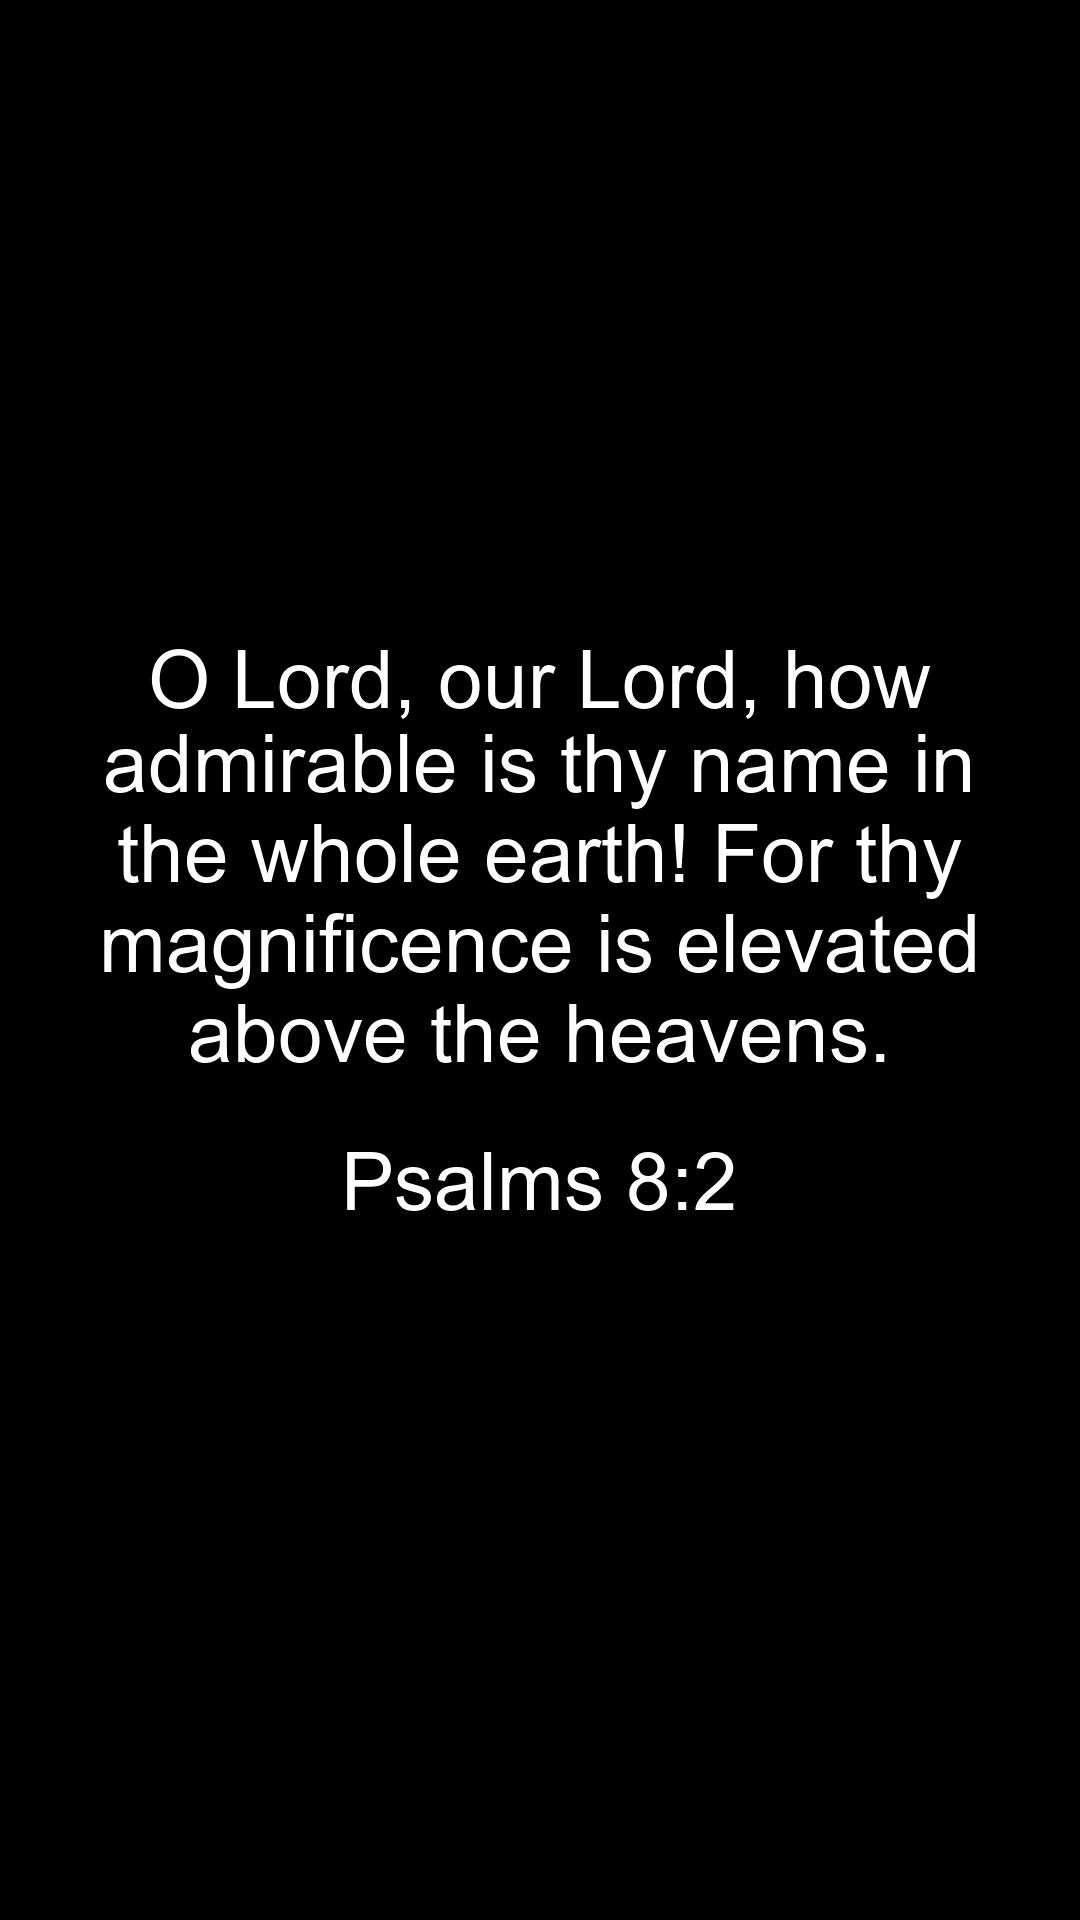 O Lord, our Lord, how
admirable is thy name in
the whole earth! For thy
magnificence is elevated
above the heavens.
Psalms 8:2